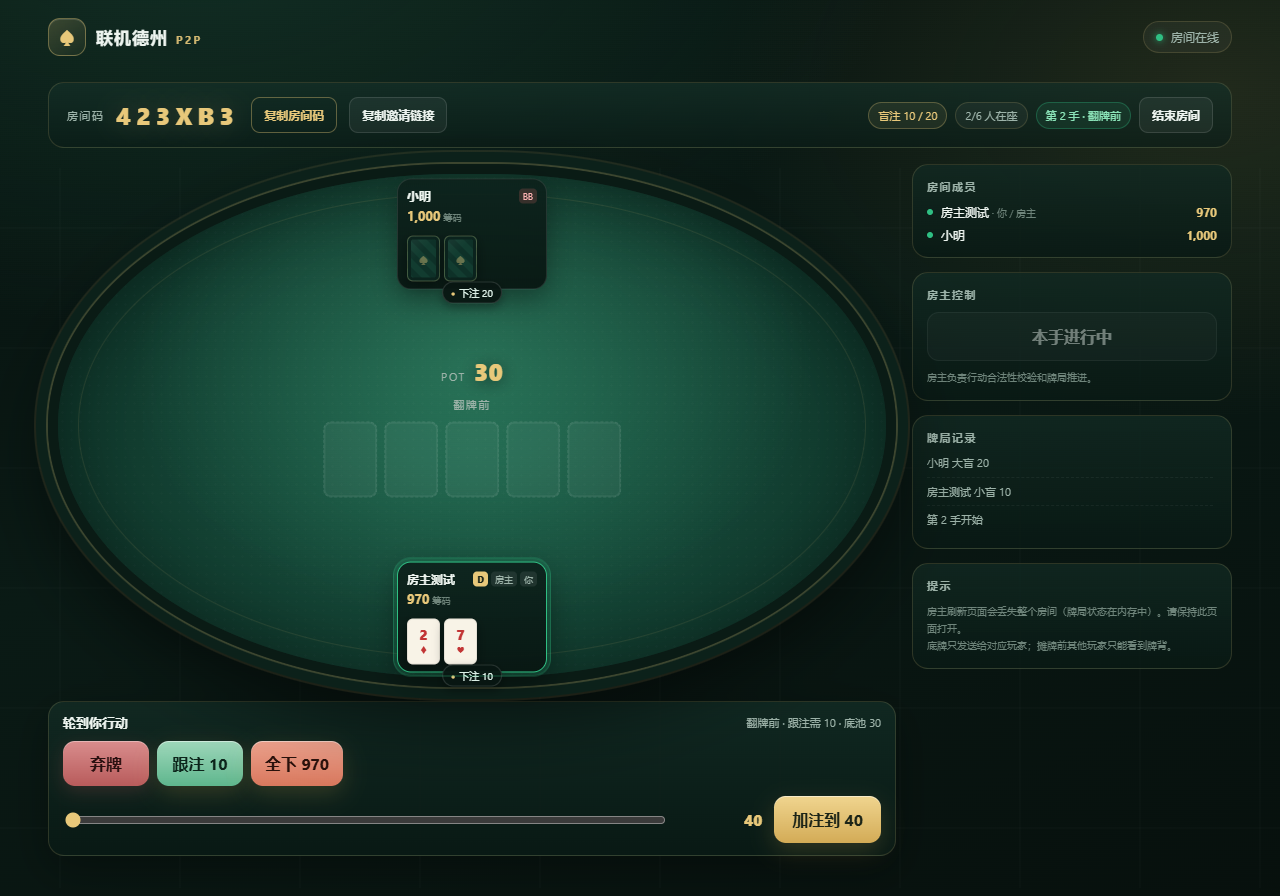 联机德州 P2P
房间在线
房间码 423XB3 复制房间码 复制邀请链接
盲注 10 / 20 2/6 人在座 第 2 手 · 翻牌前 结束房间
小明 BB
1,000 筹码
下注 20
POT 30
翻牌前
房主测试 D 房主 你
970 筹码
2 7
下注 10
房间成员
房主测试 · 你 / 房主 970
小明 1,000
房主控制
本手进行中
房主负责行动合法性校验和牌局推进。
牌局记录
小明 大盲 20
房主测试 小盲 10
第 2 手开始
提示
房主刷新页面会丢失整个房间（牌局状态在内存中）。请保持此页
面打开。
底牌只发送给对应玩家；摊牌前其他玩家只能看到牌背。
轮到你行动
翻牌前 · 跟注需 10 · 底池 30
弃牌 跟注 10 全下 970
40 加注到 40